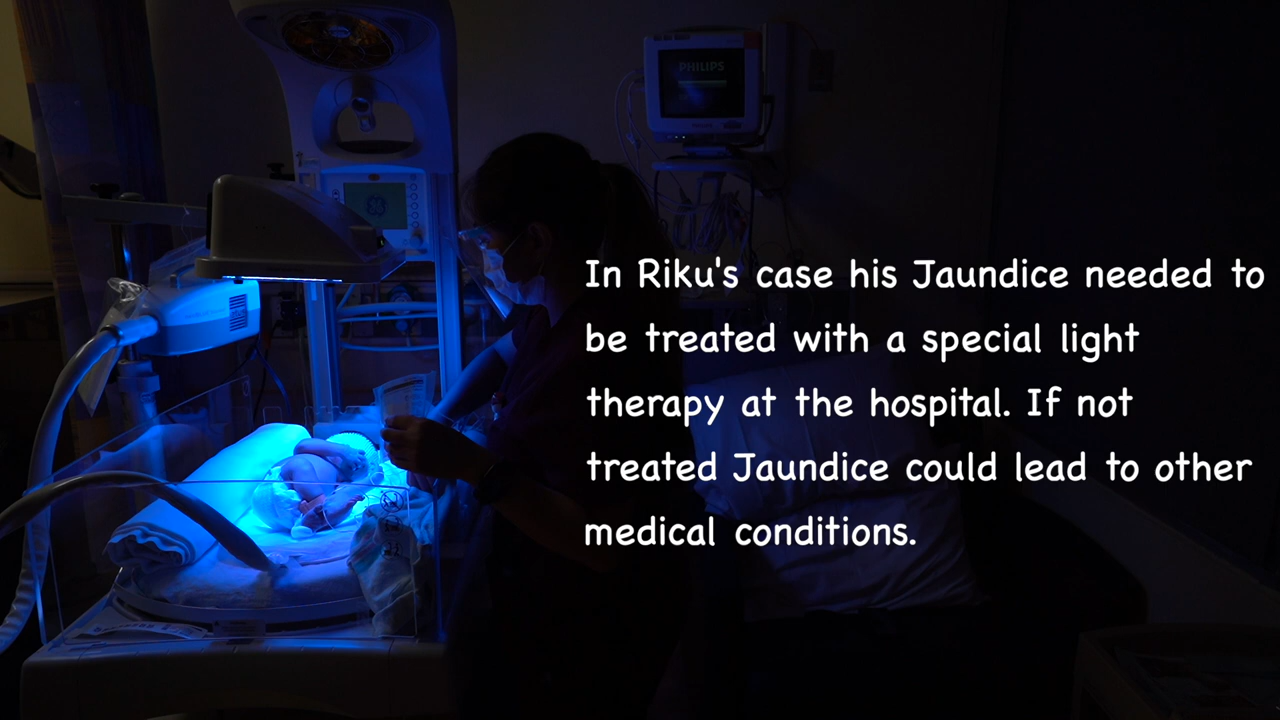 PHILIPS
In Riku's case his Jaundice needed to
be treated with a special light
therapy at the hospital. If not
treated Jaundice could lead to other
medical conditions.